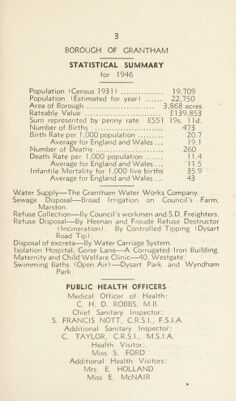 3
BOROUGH OF GRANTHAM
STATISTICAL SUMMARY
for 1946
Population (Census 1931) ............ 19,709
Population (Estimated for year) ...... 22,750
Area of Borough .................. 3,868 acres
Rateable Value .................. £139,853
Sum represented by penny rate £551 19s. 11d.
Number of Births ............ 473
Birth Rate per 1,000 population ......... 20.7
Average for England and Wales ... 19.1
Number of Deaths ............ 260
Death Rate per 1,000 population ...... 11.4
Average for England and Wales ... 11.5
Infantile Mortality for 1,000 live births 35.9
Average for England and Wales ... 43
Water Supply—The Grantham Water Works Company.
Sewage Disposal—Broad Irrigation on Council's Farm,
Marston.
Refuse Collection—By Council's workmen and S.D. Freighters.
Refuse Disposal—By Heenan and Froude Refuse Destructor
(Incineration). By Controlled Tipping (Dysart
Road Tip).
Disposal of excreta—By Water Carriage System.
Isolation Hospital, Gorse Lane—A Corrugated Iron Building.
Maternity and Child Welfare Clinic—40, Westgate.
Swimming Baths (Open Air)—Dysart Park and Wyndham
Park.
PUBLIC HEALTH OFFICERS
Medical Officer of Health:
C. H. D. ROBBS, M.B.
Chief Sanitary Inspector:
S. FRANCIS NOTT, C.R.S.I., F.S.I.A.
Additional Sanitary Inspector:
C. TAYLOR, C.R.S.I., M.S.I.A.
Health Visitor:
Miss S. FORD
Additional Health Visitors:
Mrs. E. HOLLAND
Miss E. McNAIR